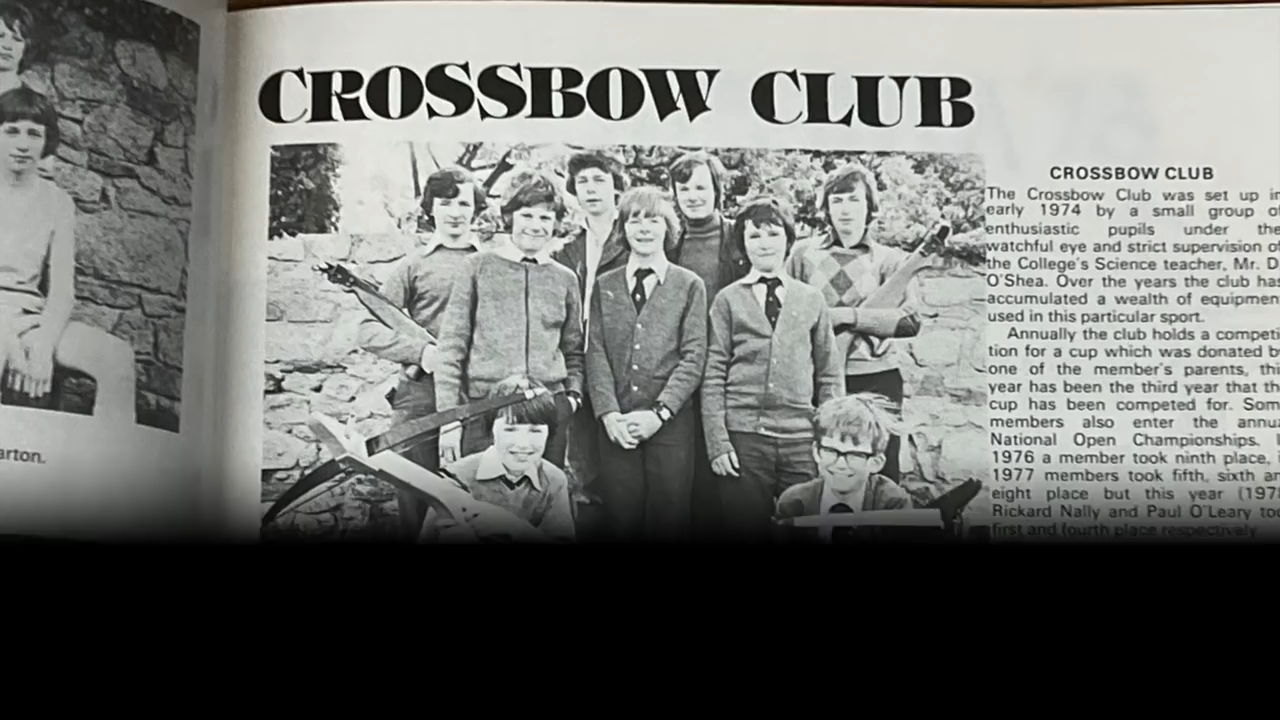 CROSSBOW CLUB
arton.
CROSSBOW CLUB
The Crossbow Club was set up in
early 1974 by a small group of
enthusiastic pupils under the
watchful eye and strict supervision of
the College's Science teacher, Mr. D.
O'Shea. Over the years the club has
accumulated a wealth of equipmen
used in this particular sport.
Annually the club holds a competi
tion for a cup which was donated b
one of the member's parents, thi
year has been the third year that th
cup has been competed for. Som
members also enter the annua
National Open Championships. I
1976 a member took ninth place, i
1977 members took fifth, sixth an
eight place but this year (197
Rickard Nally and Paul O'Leary too
first and fourth place respectively